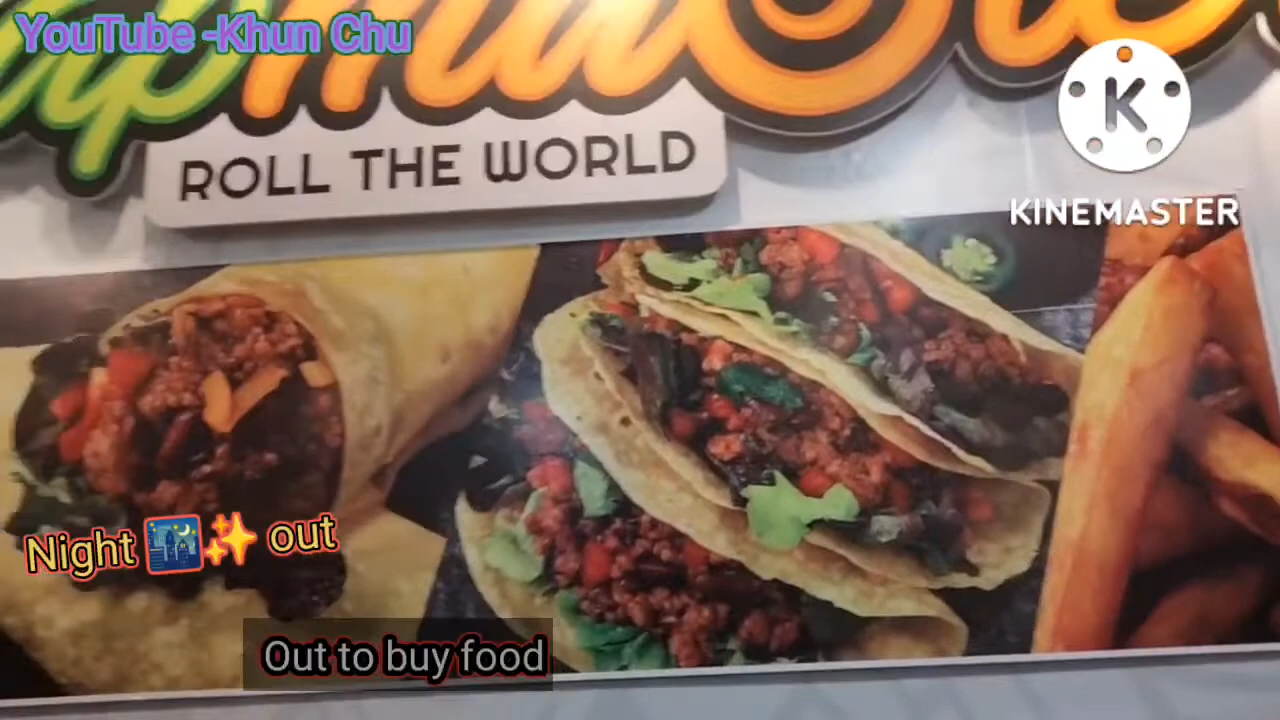 YouTube -Khun Chu
ROLL THE WORLD
K
KINEMASTER
Night 🌃✨ out
Out to buy food